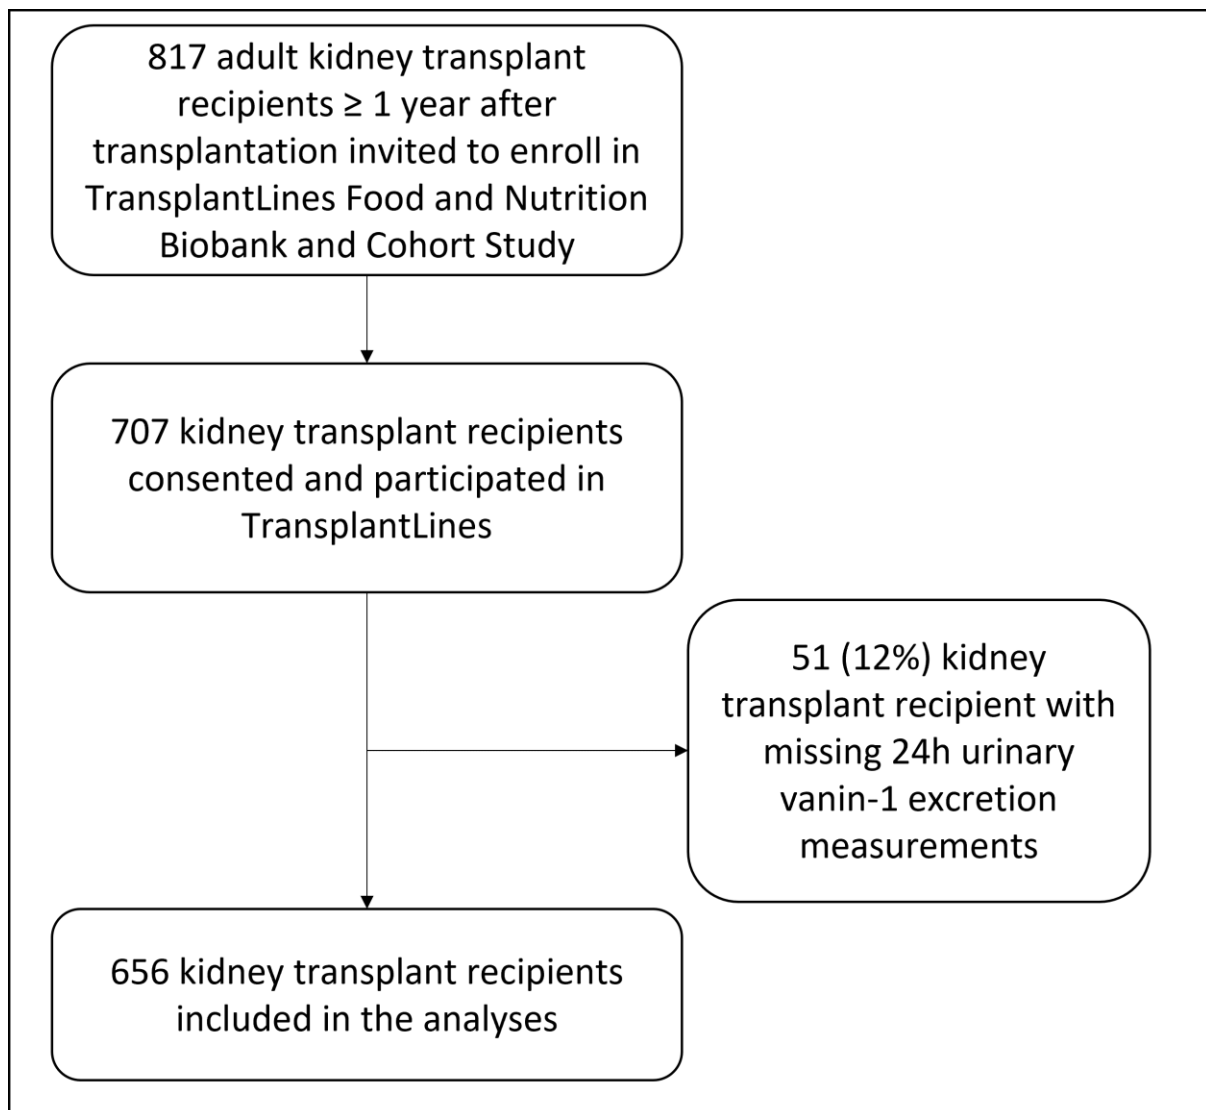 817 adult kidney transplant
recipients ≥ 1 year after
transplantation invited to enroll in
TransplantLines Food and Nutrition
Biobank and Cohort Study
707 kidney transplant recipients
consented and participated in
TransplantLines
51 (12%) kidney
transplant recipient with
missing 24h urinary
vanin-1 excretion
measurements
656 kidney transplant recipients
included in the analyses